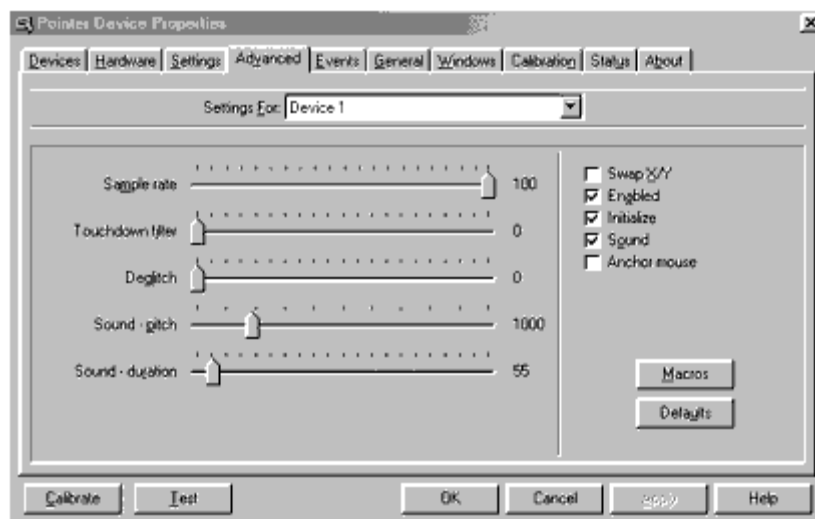 Pointer Device Properties
Devices Hardware Settings Advanced Events General Windows Calibration Status About
Settings For: Device 1
Sample rate 100
Touchdown filter 0
Deglitch 0
Sound - pitch 1000
Sound - duration 55
Swap X/Y
Enabled
Initialize
Sound
Anchor mouse
Macros
Defaults
Calibrate Test OK Cancel Apply Help